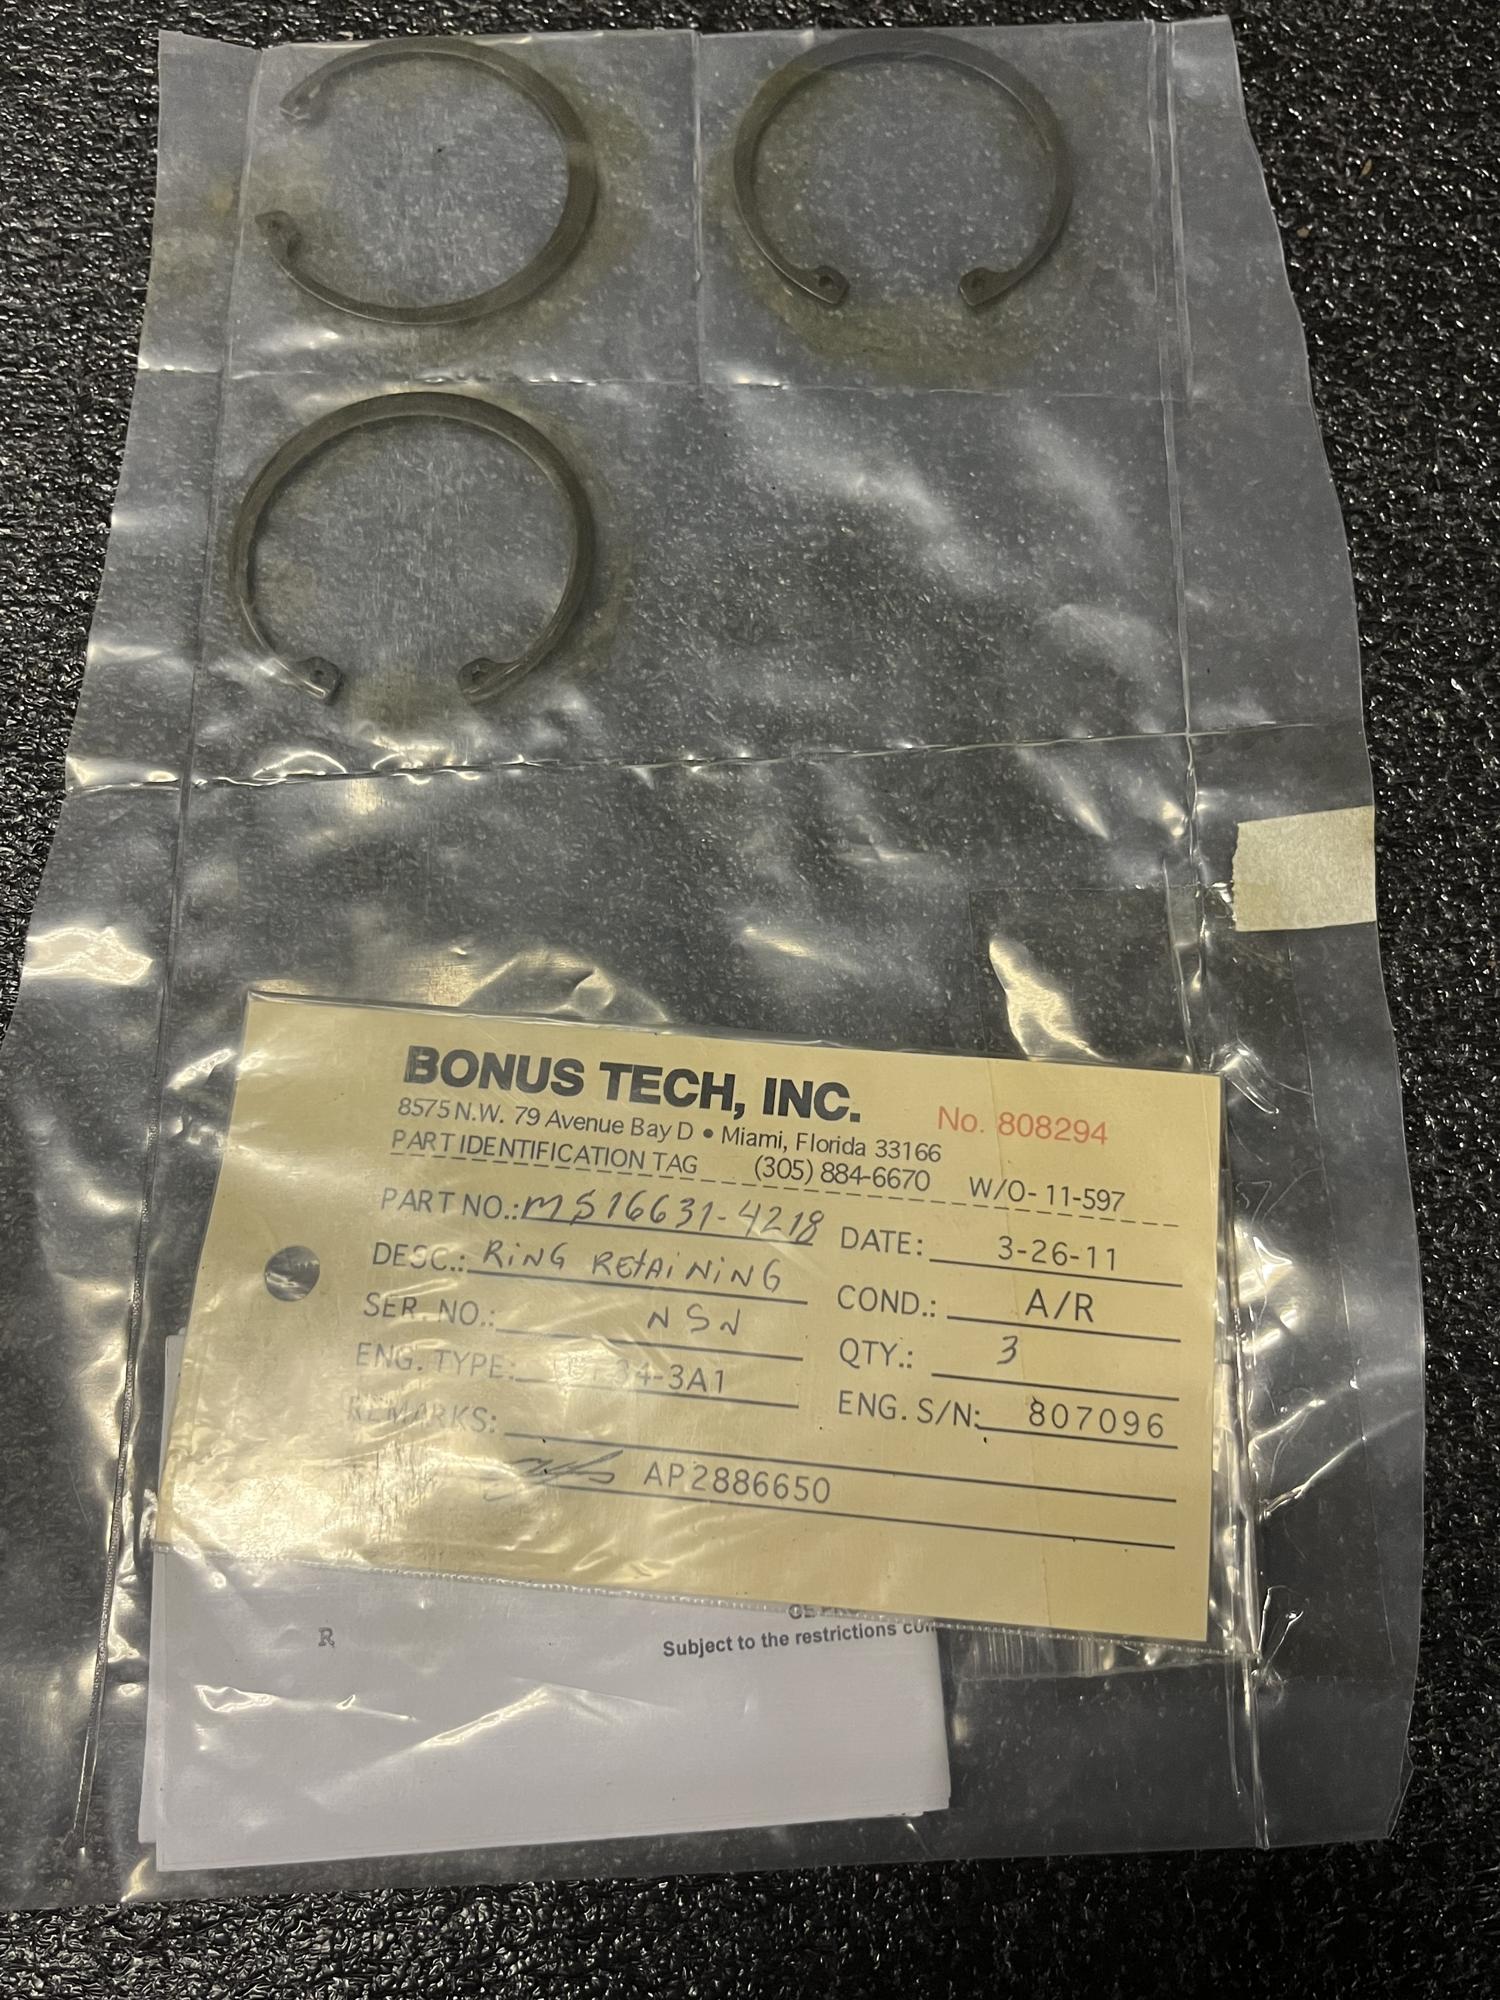 BONUS TECH, INC.
No. 808294
8575 N.W. 79 Avenue Bay D • Miami, Florida 33166
PART IDENTIFICATION TAG (305) 884-6670 W/O- 11-597
PART NO.: MS16631-4218 DATE: 3-26-11
DESC.: RiNG REtAiNiNG COND.: A/R
SER. NO.: NSN QTY.: 3
ENG. TYPE: 34-3A1 ENG. S/N: 807096
REMARKS:
AP2886650
R
Subject to the restrictions